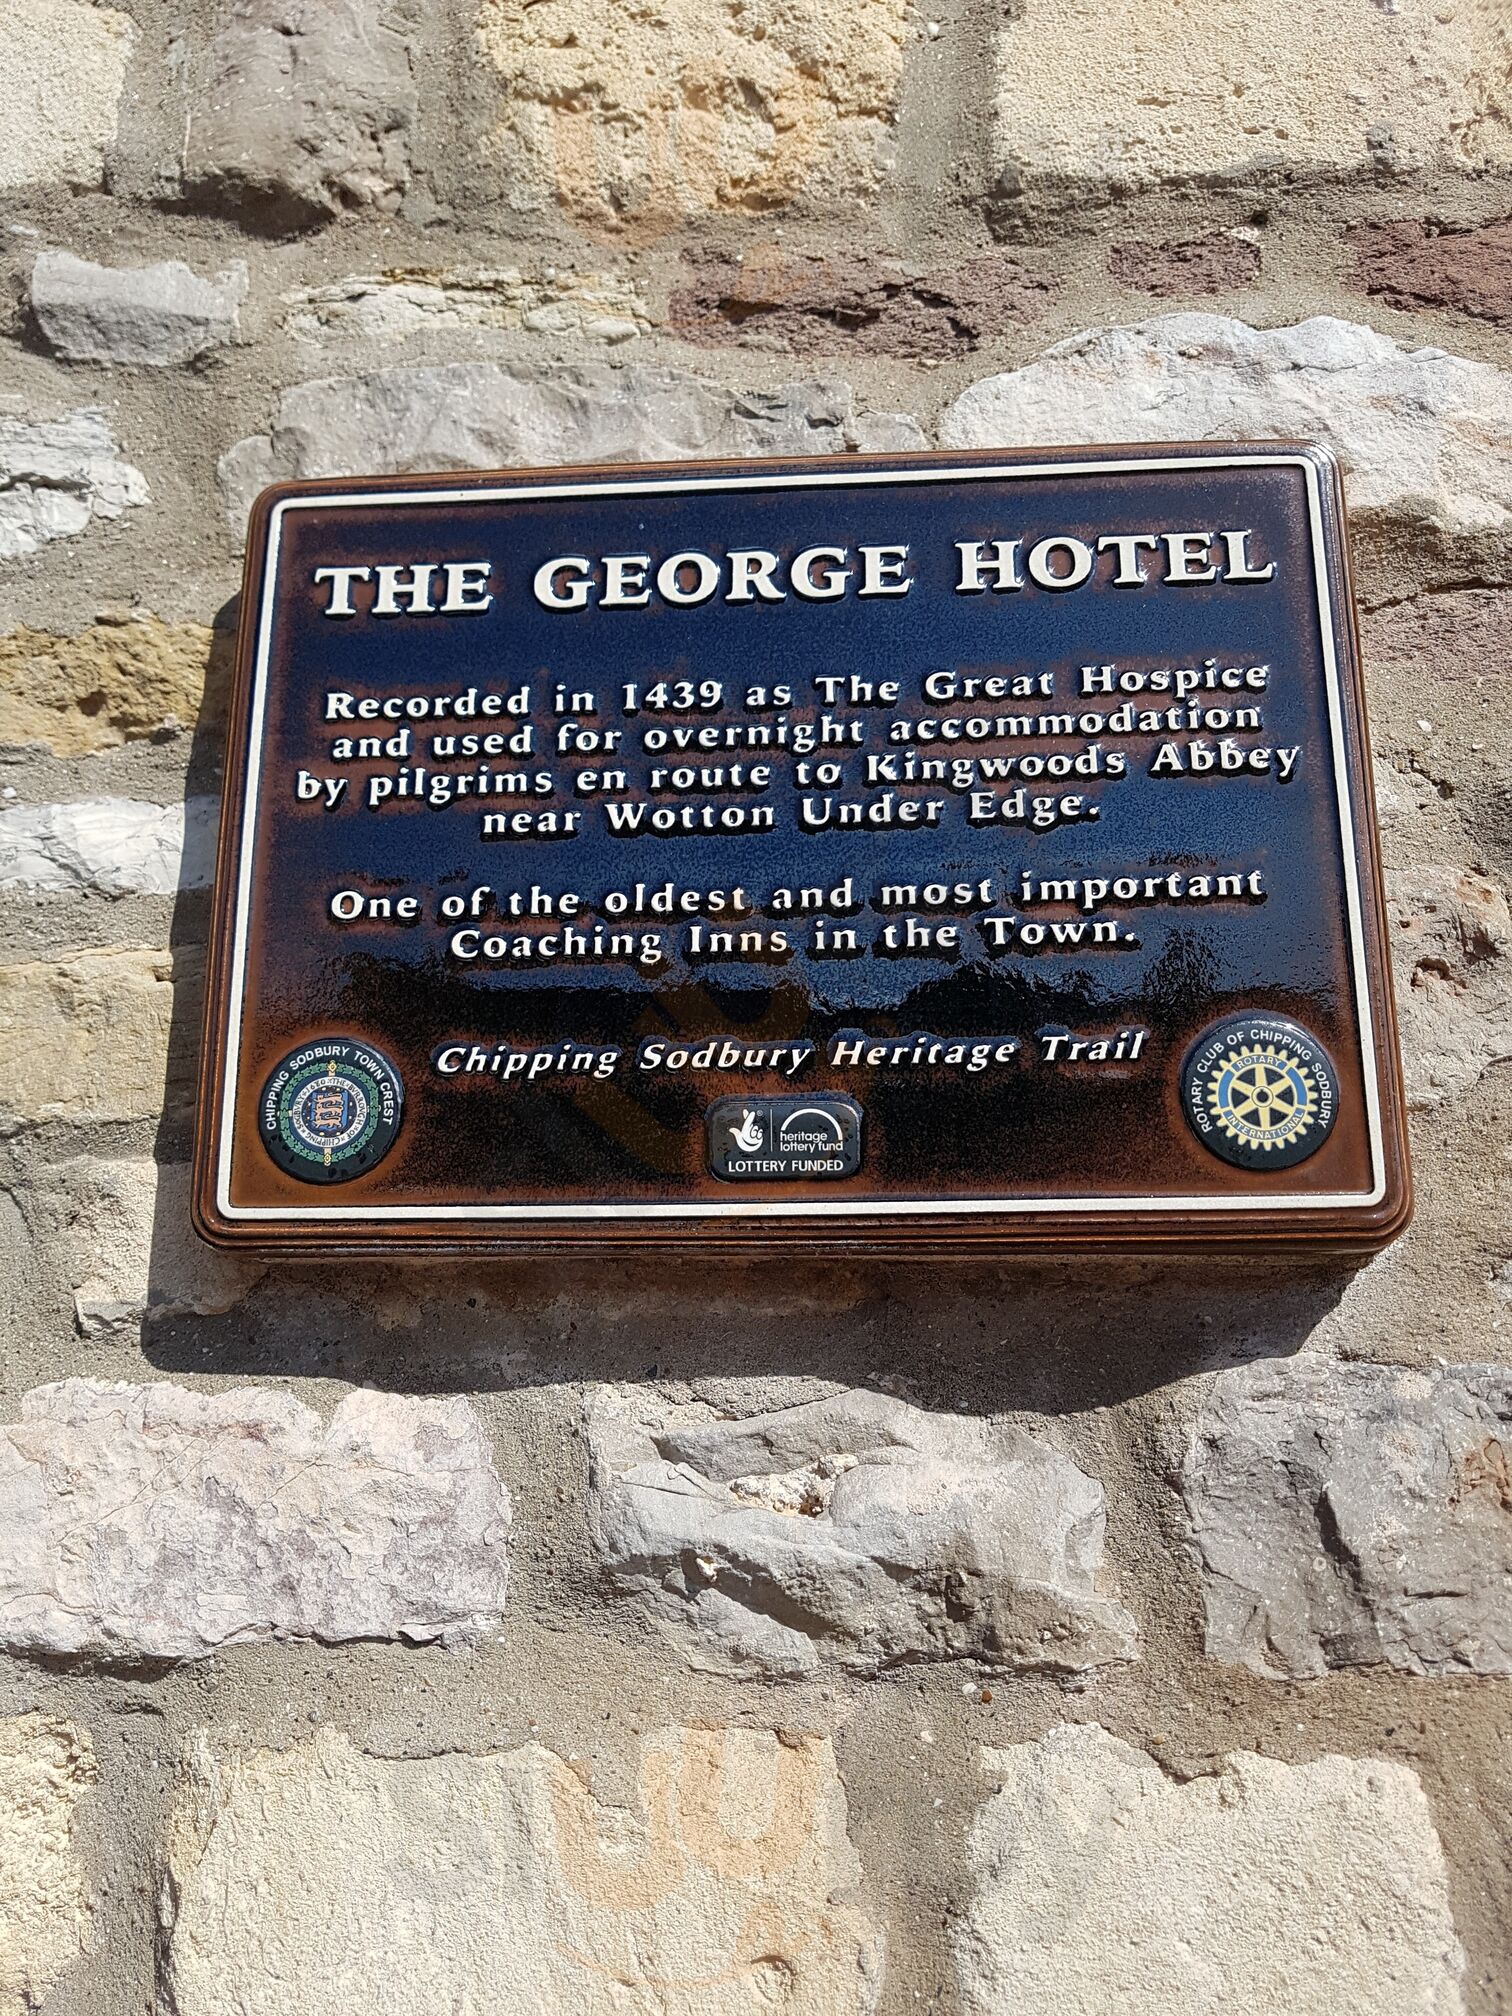 THE GEORGE HOTEL
Recorded in 1439 as The Great Hospice
and used for overnight accommodation
by pilgrims en route to Kingwoods Abbey
near Wotton Under Edge.
One of the oldest and most important
Coaching Inns in the Town.
Chipping Sodbury Heritage Trail
CHIPPING SODBURY TOWN CREST
heritage
lottery fund
LOTTERY FUNDED
ROTARY CLUB OF CHIPPING SODBURY
ROTARY
INTERNATIONAL